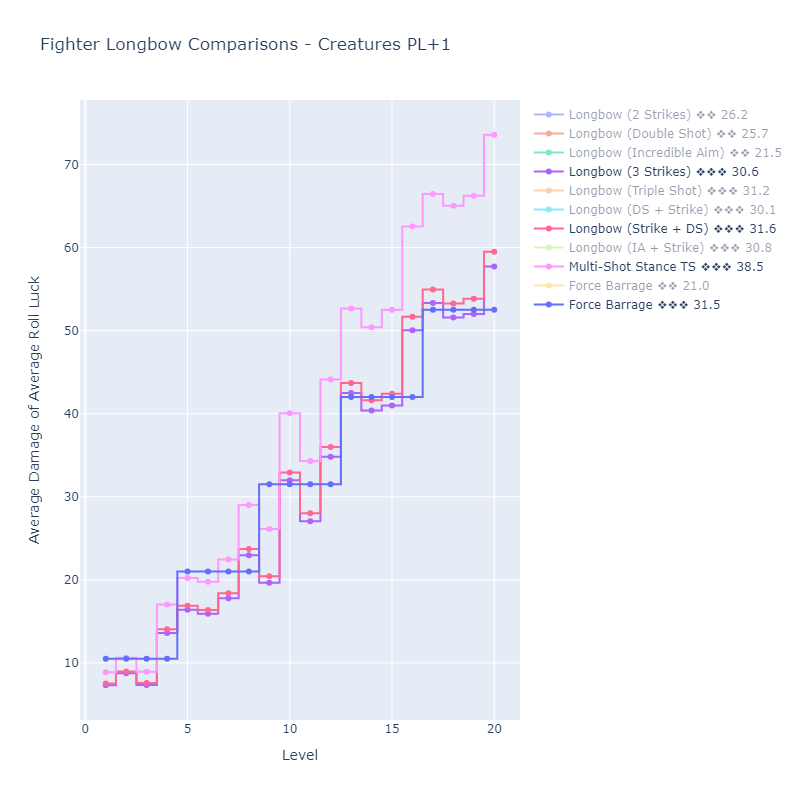 Fighter Longbow Comparisons - Creatures PL+1
Longbow (2 Strikes) ❖❖ 26.2
Longbow (Double Shot) ❖❖ 25.7
Longbow (Incredible Aim) ❖❖ 21.5
Longbow (3 Strikes) ❖❖❖ 30.6
Longbow (Triple Shot) ❖❖❖ 31.2
Longbow (DS + Strike) ❖❖❖ 30.1
Longbow (Strike + DS) ❖❖❖ 31.6
Longbow (IA + Strike) ❖❖❖ 30.8
Multi-Shot Stance TS ❖❖❖ 38.5
Force Barrage ❖❖ 21.0
Force Barrage ❖❖❖ 31.5
Average Damage of Average Roll Luck
70
60
50
40
30
20
10
0
5
10
15
20
Level